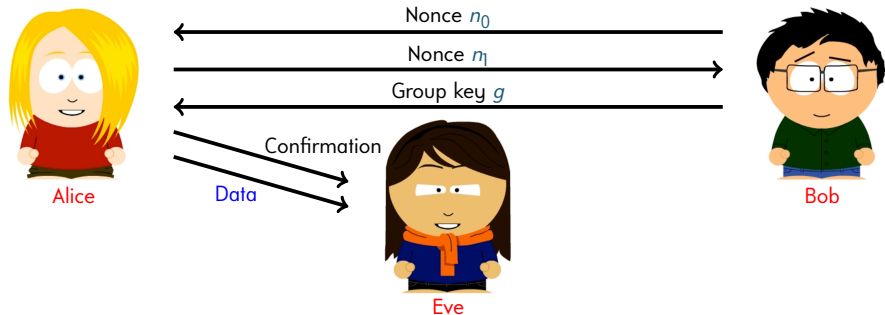 Nonce n₀
Nonce n₁
Group key g
Confirmation
Data
Alice
Bob
Eve